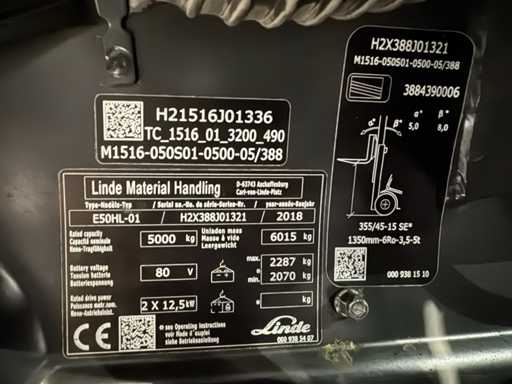 H21516J01336
TC_1516_01_3200_490
M1516-050S01-0500-05/388
H2X388J01321
M1516-050S01-0500-05/388
3884390006
α° β°
5,0 8,0
α° β°
355/45-15 SE*
1350mm-6Ro-3,5-5t
000 938 15 10
Linde Material Handling
D-63743 Aschaffenburg
Carl-von-Linde-Platz
Type-Modèle-Typ / Serial no.-No. de série-Serien-Nr. / year-année-Baujahr
E50HL-01 / H2X388J01321 / 2018
Rated capacity
Capacité nominale
Nenn-Tragfähigkeit
5000 kg
Unladen mass
Masse à vide
Leergewicht
6015 kg
Battery voltage
Tension batterie
Batteriespannung
80 V
max. 2287 kg
min. 2070 kg
Rated drive power
Puissance motr. nom.
Nenn-Antriebsleist.
2 X 12,5 kW
kg
CE
see Operating Instructions
voir Mode d'emploi
siehe Betriebsanleitung
Linde
000 938 54 07